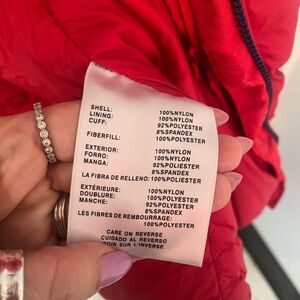 SHELL: 100%NYLON
LINING: 100%NYLON
CUFF: 92%POLYESTER
8%SPANDEX
FIBERFILL: 100%POLYESTER
EXTERIOR: 100%NYLON
FORRO: 100%NYLON
MANGA: 92%POLIESTER
8%SPANDEX
LA FIBRA DE RELLENO: 100%POLIESTER
EXTÉRIEURE: 100%NYLON
DOUBLURE: 100%NYLON
MANCHE: 92%POLYESTER
8%SPANDEX
LES FIBRES DE REMBOURRAGE:
100%POLYESTER
CARE ON REVERSE
CUIDADO AL REVERSO
SOIN SUR L'INVERSE